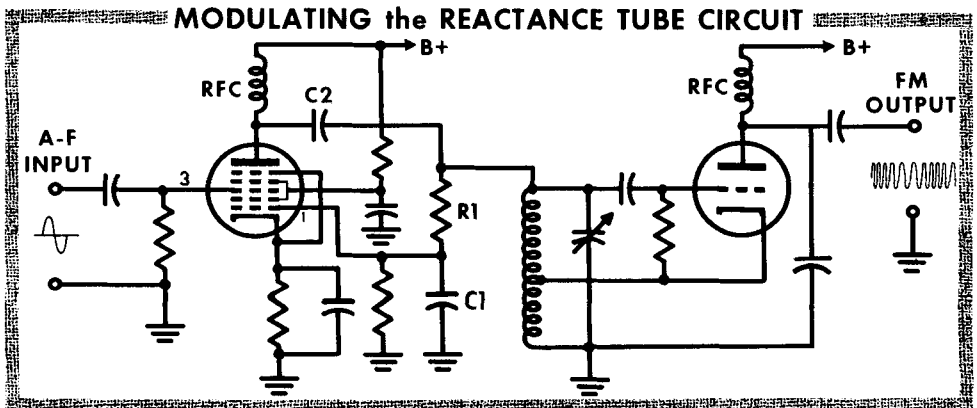 MODULATING the REACTANCE TUBE CIRCUIT
B+
B+
RFC
C2
RFC
FM
OUTPUT
A-F
INPUT
3
1
R1
C1